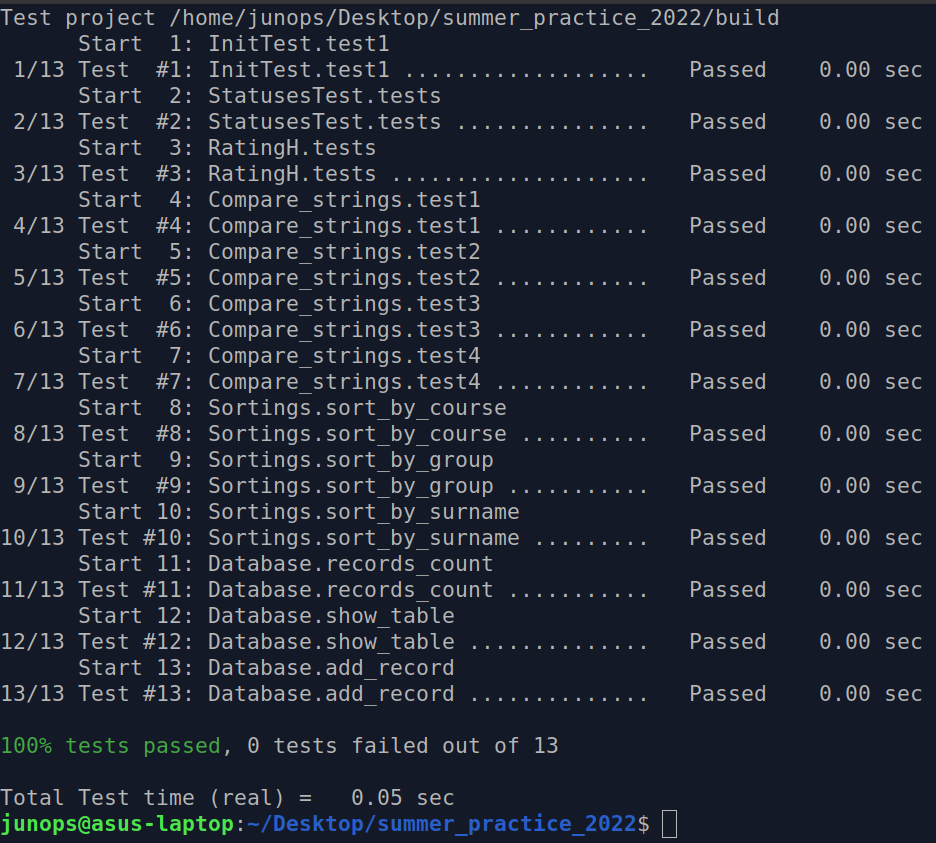 Test project /home/junops/Desktop/summer_practice_2022/build
      Start  1: InitTest.test1
 1/13 Test  #1: InitTest.test1 ...................   Passed    0.00 sec
      Start  2: StatusesTest.tests
 2/13 Test  #2: StatusesTest.tests ...............   Passed    0.00 sec
      Start  3: RatingH.tests
 3/13 Test  #3: RatingH.tests ....................   Passed    0.00 sec
      Start  4: Compare_strings.test1
 4/13 Test  #4: Compare_strings.test1 ............   Passed    0.00 sec
      Start  5: Compare_strings.test2
 5/13 Test  #5: Compare_strings.test2 ............   Passed    0.00 sec
      Start  6: Compare_strings.test3
 6/13 Test  #6: Compare_strings.test3 ............   Passed    0.00 sec
      Start  7: Compare_strings.test4
 7/13 Test  #7: Compare_strings.test4 ............   Passed    0.00 sec
      Start  8: Sortings.sort_by_course
 8/13 Test  #8: Sortings.sort_by_course ..........   Passed    0.00 sec
      Start  9: Sortings.sort_by_group
 9/13 Test  #9: Sortings.sort_by_group ...........   Passed    0.00 sec
      Start 10: Sortings.sort_by_surname
10/13 Test #10: Sortings.sort_by_surname .........   Passed    0.00 sec
      Start 11: Database.records_count
11/13 Test #11: Database.records_count ...........   Passed    0.00 sec
      Start 12: Database.show_table
12/13 Test #12: Database.show_table ..............   Passed    0.00 sec
      Start 13: Database.add_record
13/13 Test #13: Database.add_record ..............   Passed    0.00 sec

100% tests passed, 0 tests failed out of 13

Total Test time (real) =   0.05 sec
junops@asus-laptop:~/Desktop/summer_practice_2022$